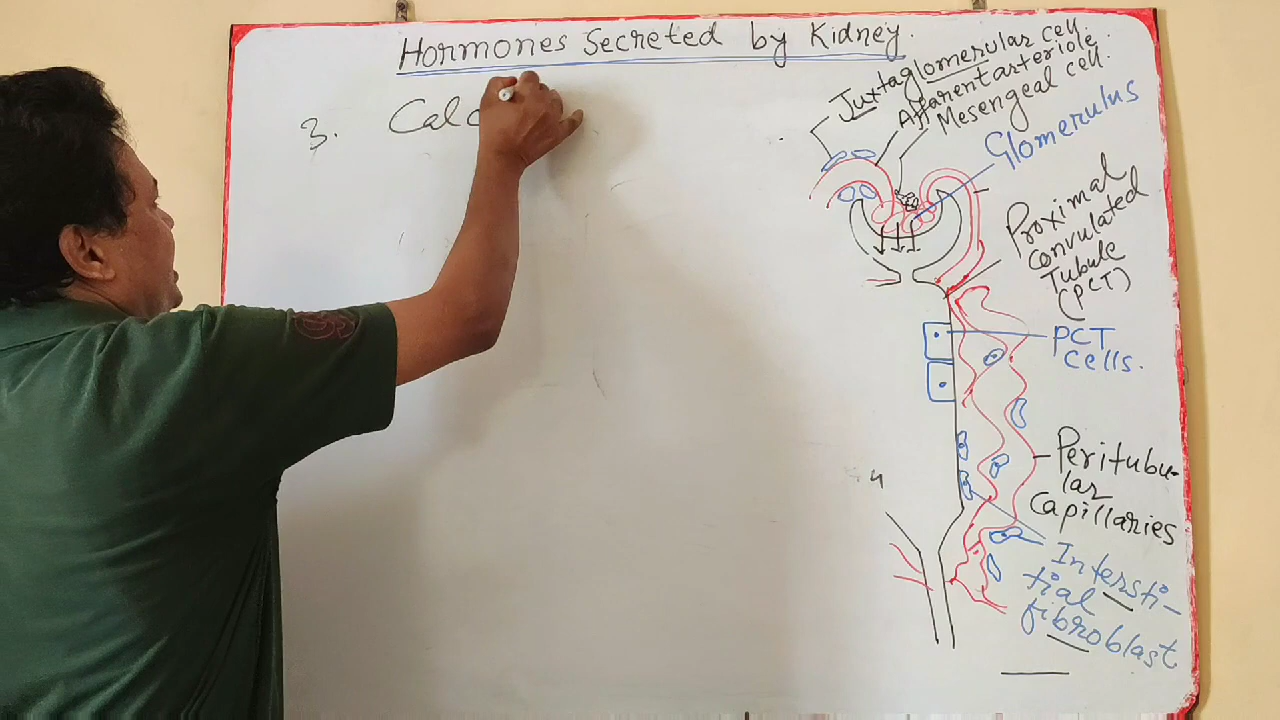 Hormones Secreted by Kidney.
3. Calc
Juxtaglomerular cell.
Afferent arteriole.
Mesengeal cell.
Glomerulus
Proximal
convulated
Tubule
(PCT)
PCT
cells.
Peritubu-
lar
capillaries
Intersti-
tial
fibroblast